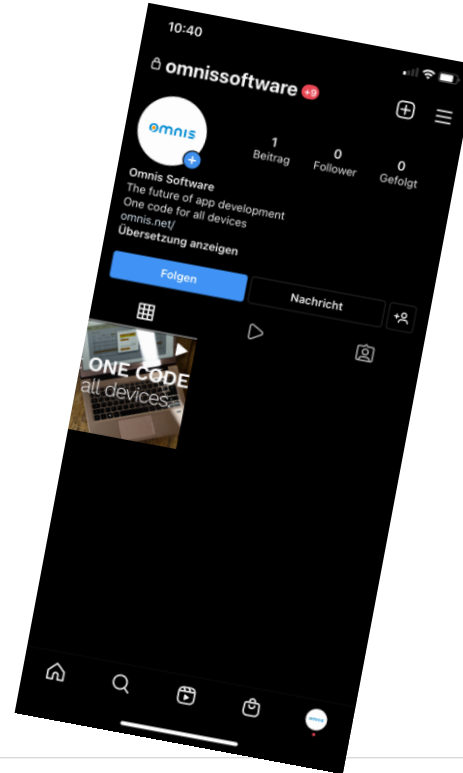 10:40
omnissoftware +9
omnis
1
Beitrag
0
Follower
0
Gefolgt
Omnis Software
The future of app development
One code for all devices
omnis.net/
Übersetzung anzeigen
Folgen
Nachricht
ONE CODE
all devices.